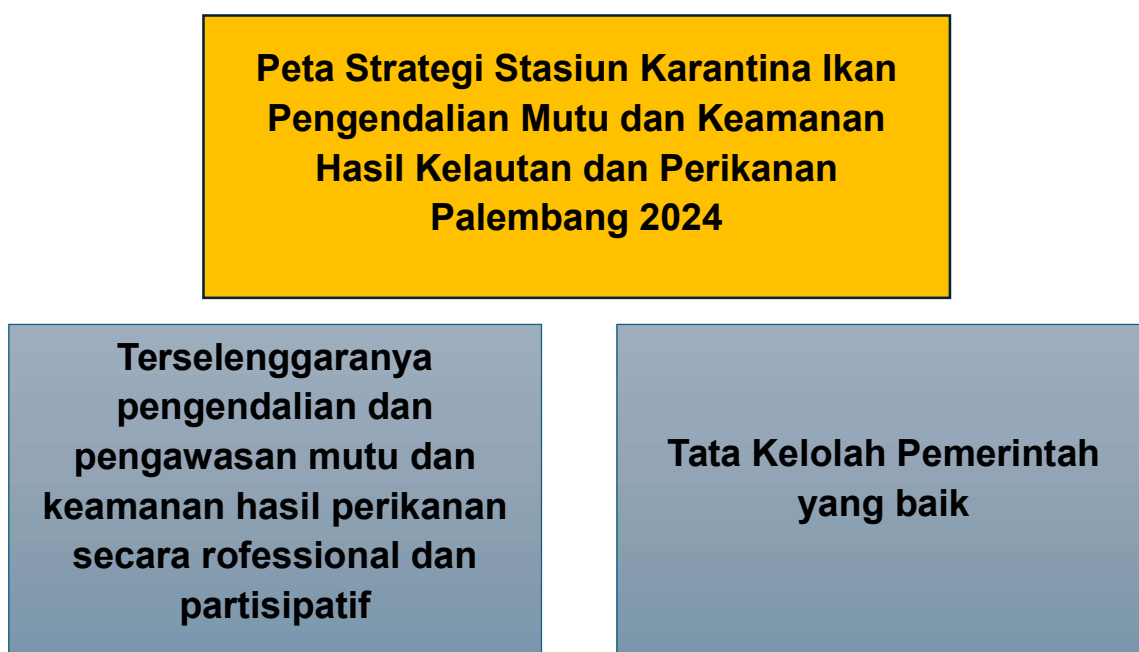 Peta Strategi Stasiun Karantina Ikan
Pengendalian Mutu dan Keamanan
Hasil Kelautan dan Perikanan
Palembang 2024
Terselenggaranya
pengendalian dan
pengawasan mutu dan
keamanan hasil perikanan
secara rofessional dan
partisipatif
Tata Kelolah Pemerintah
yang baik